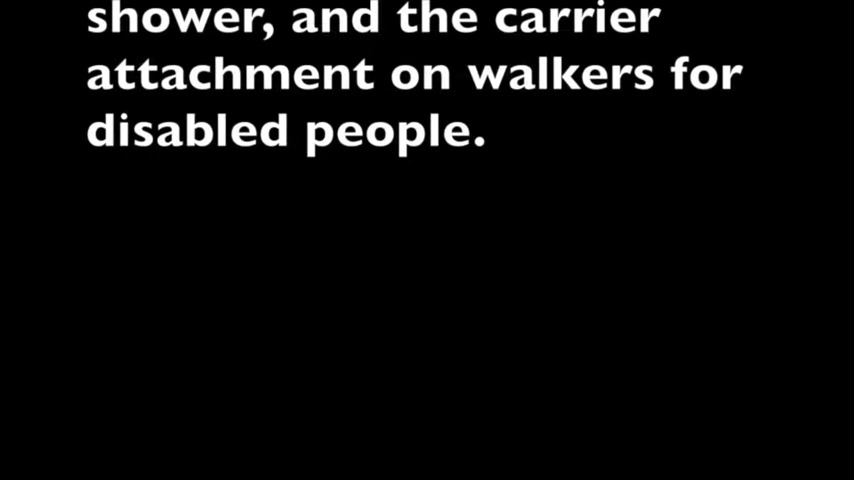 shower, and the carrier
attachment on walkers for
disabled people.